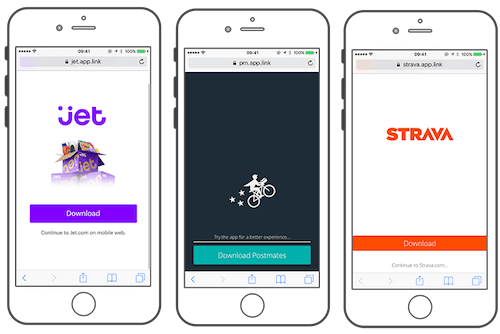 09:41
100%
jet.app.link
jet
jet
Download
Continue to Jet.com on mobile web.
09:41
100%
pm.app.link
Try the app for a better experience...
Download Postmates
09:41
100%
strava.app.link
STRAVA
Download
Continue to Strava.com...